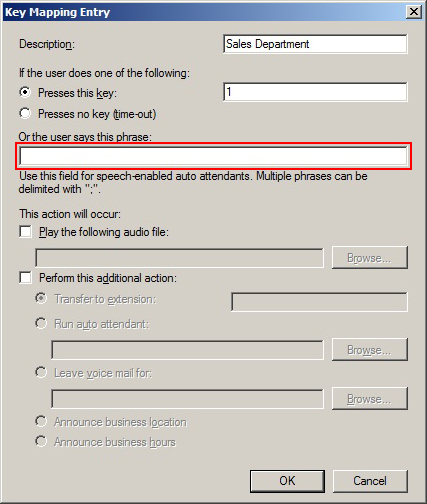 Key Mapping Entry
Description: Sales Department
If the user does one of the following:
Presses this key: 1
Presses no key (time-out)
Or the user says this phrase:
Use this field for speech-enabled auto attendants. Multiple phrases can be
delimited with ";".
This action will occur:
Play the following audio file:
Browse...
Perform this additional action:
Transfer to extension:
Run auto attendant:
Browse...
Leave voice mail for:
Browse...
Announce business location
Announce business hours
OK Cancel